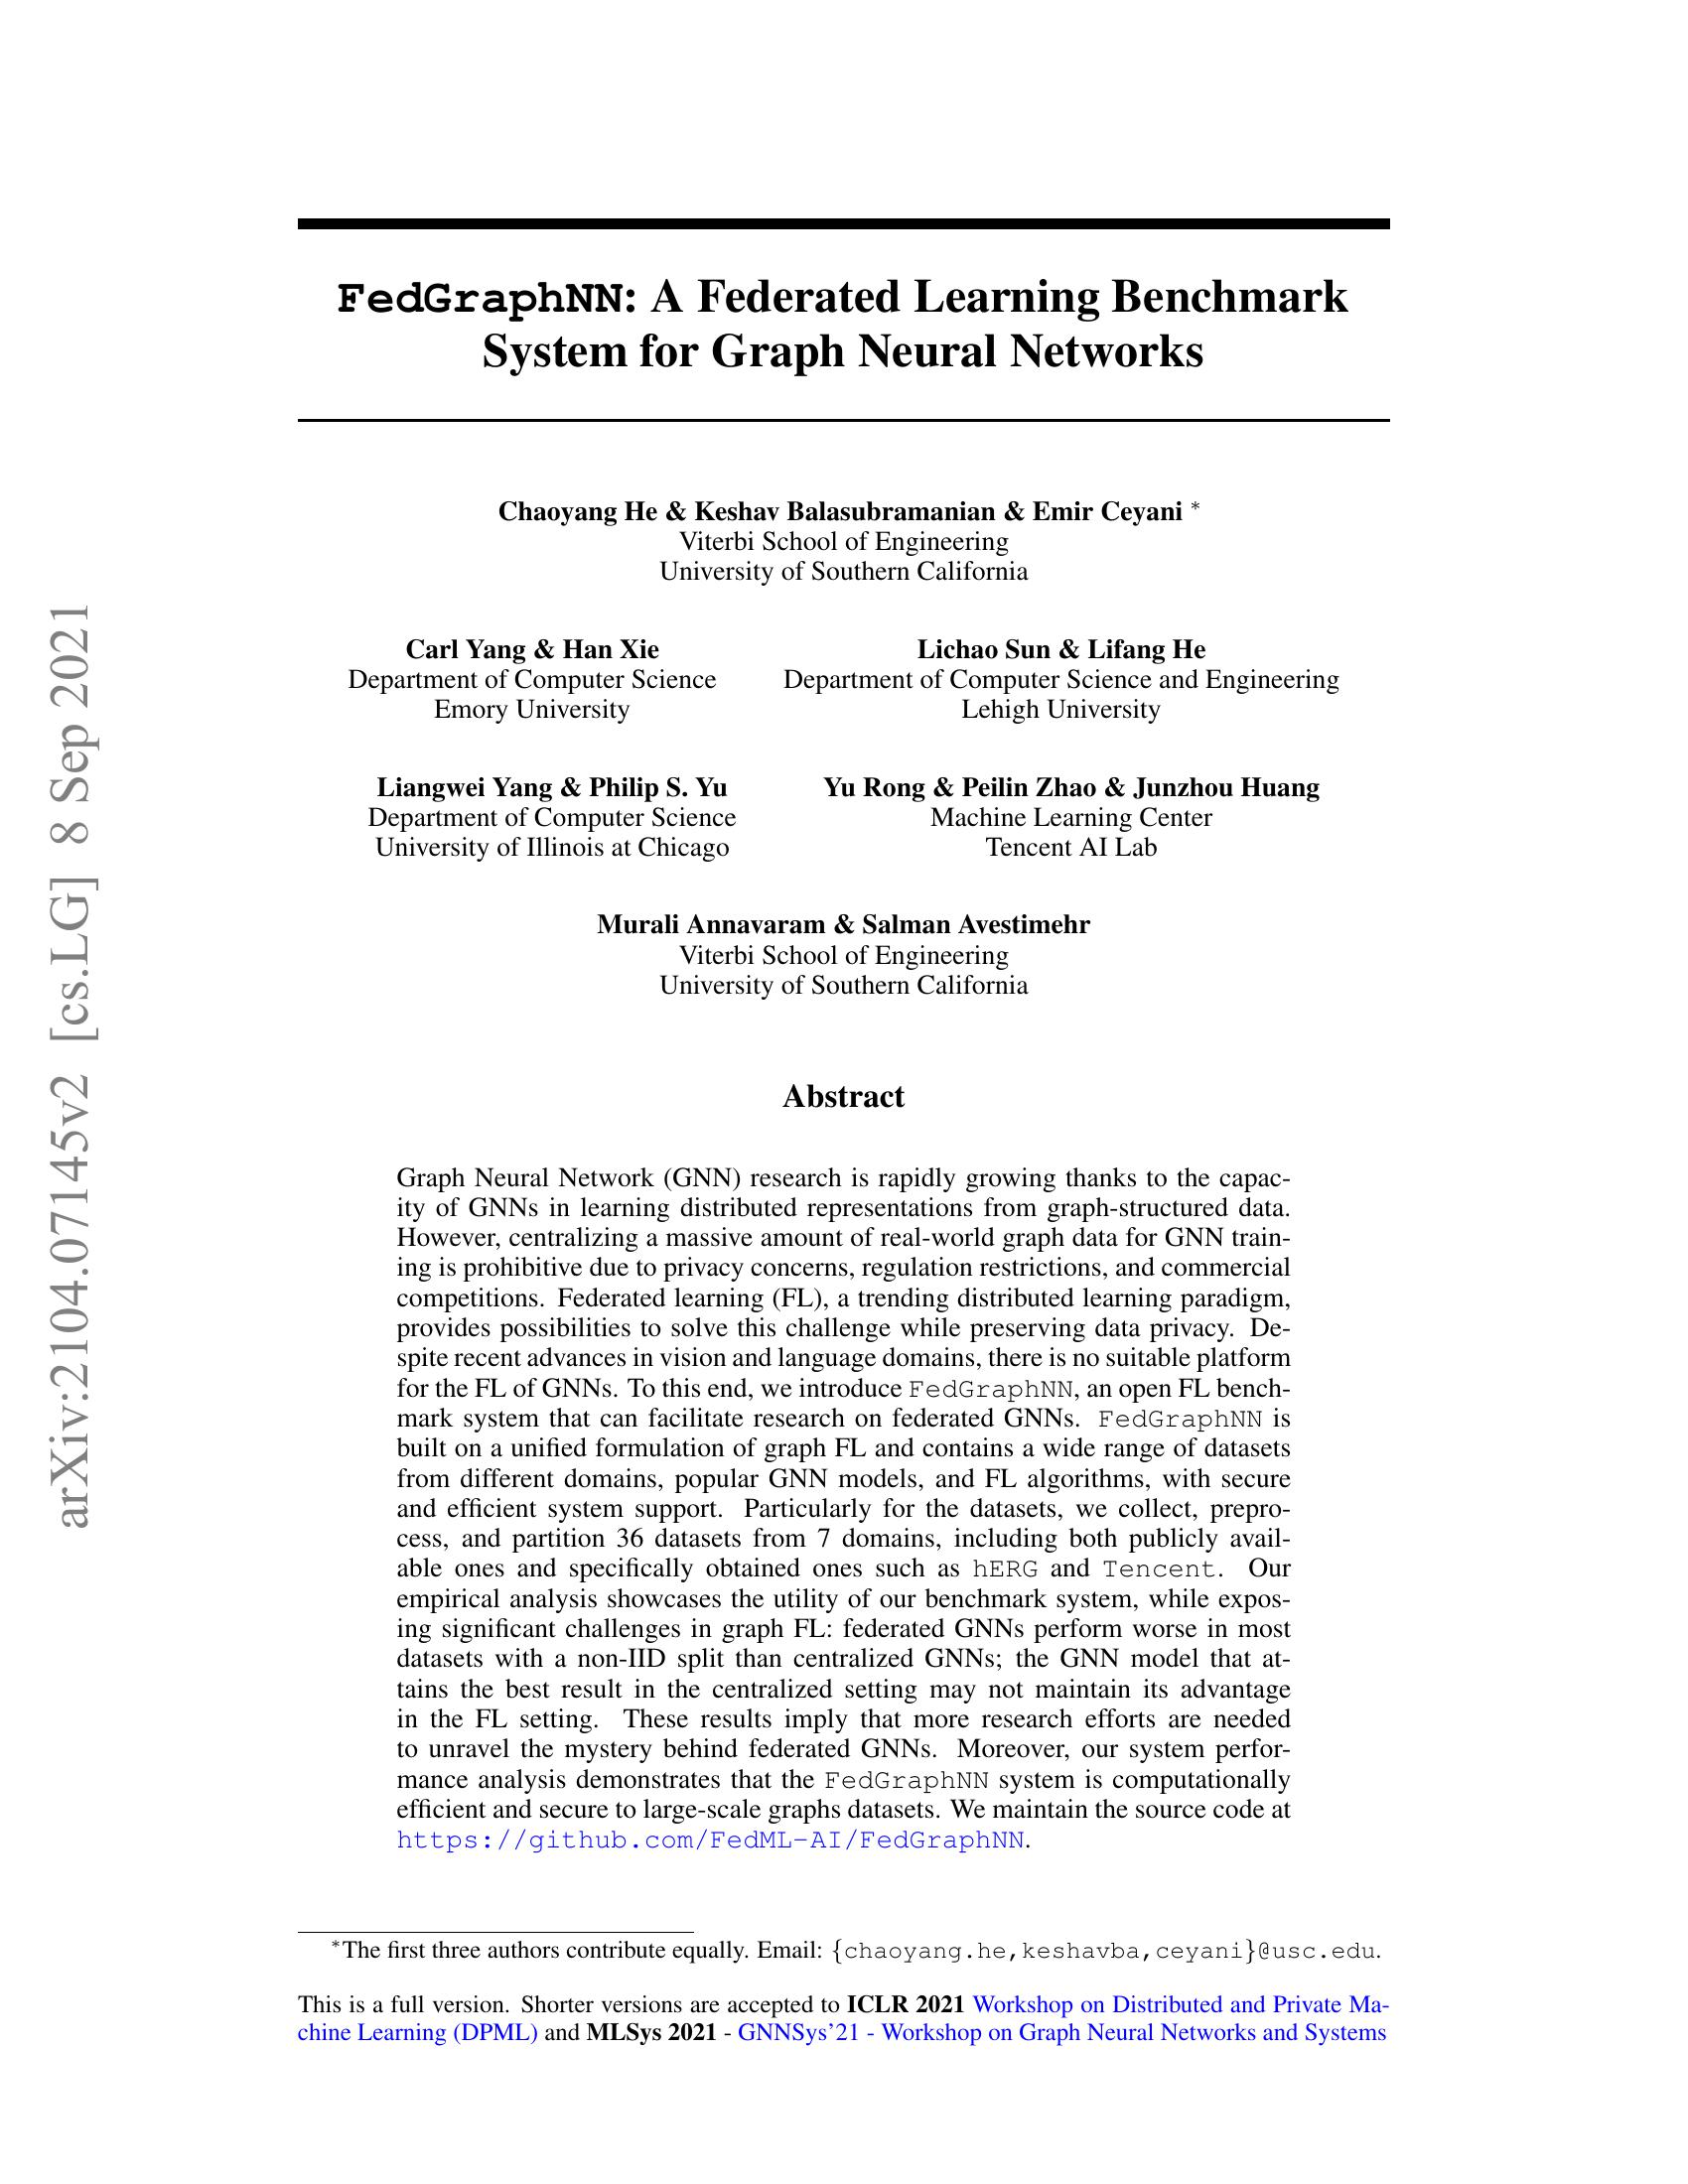 arXiv:2104.07145v2 [cs.LG] 8 Sep 2021
FedGraphNN: A Federated Learning Benchmark
System for Graph Neural Networks
Chaoyang He & Keshav Balasubramanian & Emir Ceyani *
Viterbi School of Engineering
University of Southern California
Carl Yang & Han Xie
Department of Computer Science
Emory University
Lichao Sun & Lifang He
Department of Computer Science and Engineering
Lehigh University
Liangwei Yang & Philip S. Yu
Department of Computer Science
University of Illinois at Chicago
Yu Rong & Peilin Zhao & Junzhou Huang
Machine Learning Center
Tencent AI Lab
Murali Annavaram & Salman Avestimehr
Viterbi School of Engineering
University of Southern California
Abstract
Graph Neural Network (GNN) research is rapidly growing thanks to the capac-
ity of GNNs in learning distributed representations from graph-structured data.
However, centralizing a massive amount of real-world graph data for GNN train-
ing is prohibitive due to privacy concerns, regulation restrictions, and commercial
competitions. Federated learning (FL), a trending distributed learning paradigm,
provides possibilities to solve this challenge while preserving data privacy. De-
spite recent advances in vision and language domains, there is no suitable platform
for the FL of GNNs. To this end, we introduce FedGraphNN, an open FL bench-
mark system that can facilitate research on federated GNNs. FedGraphNN is
built on a unified formulation of graph FL and contains a wide range of datasets
from different domains, popular GNN models, and FL algorithms, with secure
and efficient system support. Particularly for the datasets, we collect, prepro-
cess, and partition 36 datasets from 7 domains, including both publicly avail-
able ones and specifically obtained ones such as hERG and Tencent. Our
empirical analysis showcases the utility of our benchmark system, while expos-
ing significant challenges in graph FL: federated GNNs perform worse in most
datasets with a non-IID split than centralized GNNs; the GNN model that at-
tains the best result in the centralized setting may not maintain its advantage
in the FL setting. These results imply that more research efforts are needed
to unravel the mystery behind federated GNNs. Moreover, our system perfor-
mance analysis demonstrates that the FedGraphNN system is computationally
efficient and secure to large-scale graphs datasets. We maintain the source code at
https://github.com/FedML-AI/FedGraphNN.
*The first three authors contribute equally. Email: {chaoyang.he,keshavba,ceyani}@usc.edu.
This is a full version. Shorter versions are accepted to ICLR 2021 Workshop on Distributed and Private Ma-
chine Learning (DPML) and MLSys 2021 - GNNSys'21 - Workshop on Graph Neural Networks and Systems